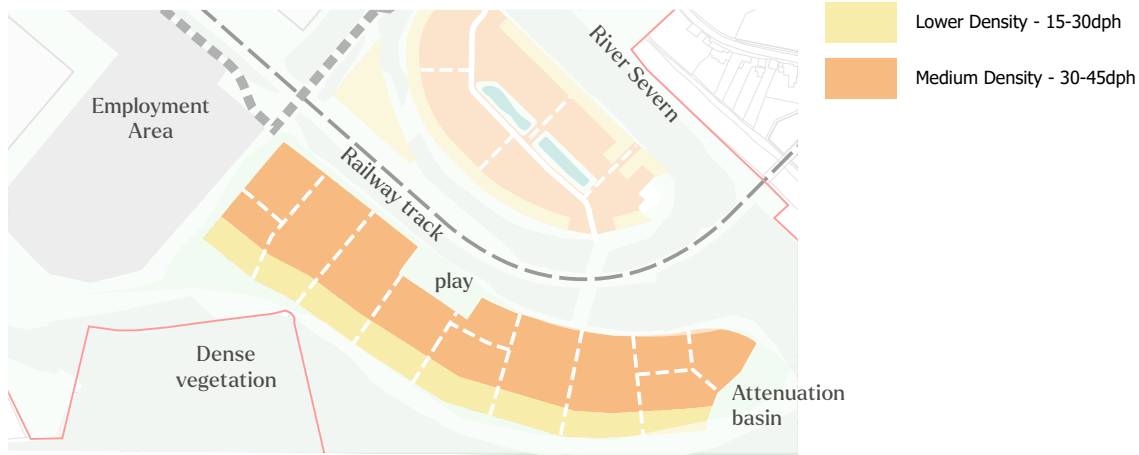 Lower Density - 15-30dph
Medium Density - 30-45dph
River Severn
Employment
Area
Railway track
play
Dense
vegetation
Attenuation
basin